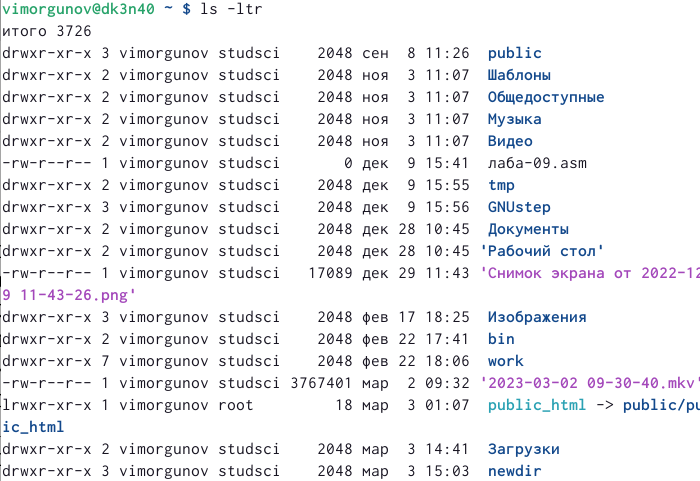 vimorgunov@dk3n40 ~ $ ls -ltr
итого 3726
drwxr-xr-x 3 vimorgunov studsci    2048 сен  8 11:26  public
drwxr-xr-x 2 vimorgunov studsci    2048 ноя  3 11:07  Шаблоны
drwxr-xr-x 2 vimorgunov studsci    2048 ноя  3 11:07  Общедоступные
drwxr-xr-x 2 vimorgunov studsci    2048 ноя  3 11:07  Музыка
drwxr-xr-x 2 vimorgunov studsci    2048 ноя  3 11:07  Видео
-rw-r--r-- 1 vimorgunov studsci       0 дек  9 15:41  лаба-09.asm
drwxr-xr-x 2 vimorgunov studsci    2048 дек  9 15:55  tmp
drwxr-xr-x 3 vimorgunov studsci    2048 дек  9 15:56  GNUstep
drwxr-xr-x 2 vimorgunov studsci    2048 дек 28 10:45  Документы
drwxr-xr-x 2 vimorgunov studsci    2048 дек 28 10:45 'Рабочий стол'
-rw-r--r-- 1 vimorgunov studsci   17089 дек 29 11:43 'Снимок экрана от 2022-12
9 11-43-26.png'
drwxr-xr-x 3 vimorgunov studsci    2048 фев 17 18:25  Изображения
drwxr-xr-x 2 vimorgunov studsci    2048 фев 22 17:41  bin
drwxr-xr-x 7 vimorgunov studsci    2048 фев 22 18:06  work
-rw-r--r-- 1 vimorgunov studsci 3767401 мар  2 09:32 '2023-03-02 09-30-40.mkv'
lrwxr-xr-x 1 vimorgunov root         18 мар  3 01:07  public_html -> public/pu
ic_html
drwxr-xr-x 2 vimorgunov studsci    2048 мар  3 14:41  Загрузки
drwxr-xr-x 3 vimorgunov studsci    2048 мар  3 15:03  newdir